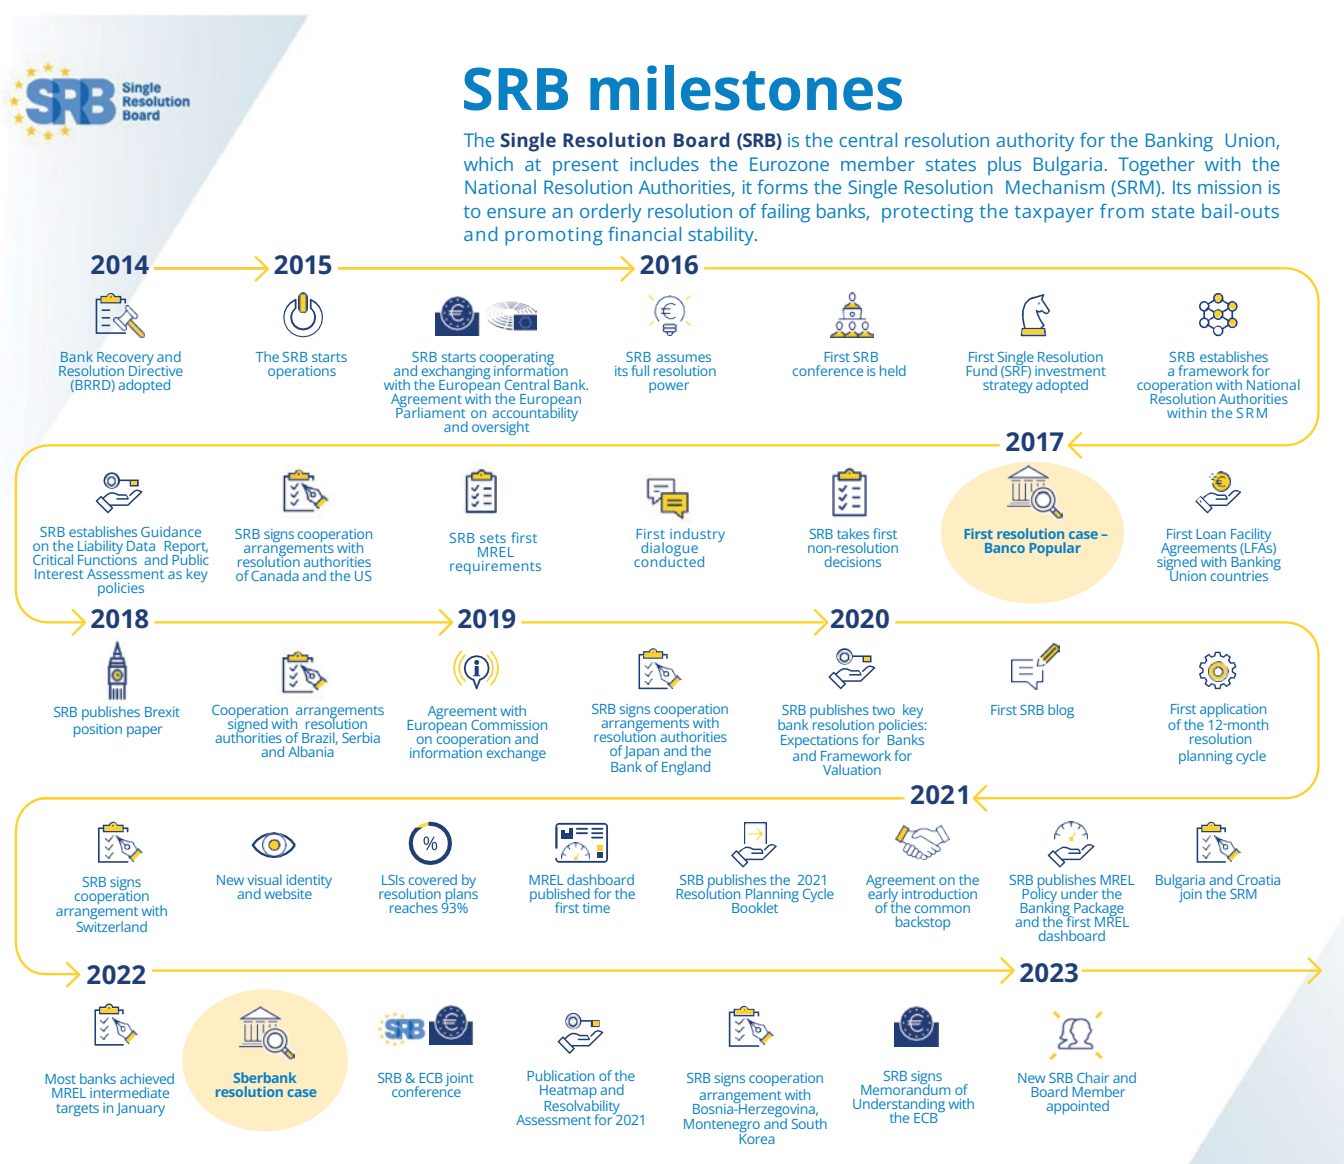 SRB Single
Resolution
Board
SRB milestones
The Single Resolution Board (SRB) is the central resolution authority for the Banking Union,
which at present includes the Eurozone member states plus Bulgaria. Together with the
National Resolution Authorities, it forms the Single Resolution Mechanism (SRM). Its mission is
to ensure an orderly resolution of failing banks, protecting the taxpayer from state bail-outs
and promoting financial stability.
2014
2015
2016
Bank Recovery and
Resolution Directive
(BRRD) adopted
The SRB starts
operations
SRB starts cooperating
and exchanging information
with the European Central Bank.
Agreement with the European
Parliament on accountability
and oversight
SRB assumes
its full resolution
power
First SRB
conference is held
First Single Resolution
Fund (SRF) investment
strategy adopted
SRB establishes
a framework for
cooperation with National
Resolution Authorities
within the SRM
2017
SRB establishes Guidance
on the Liability Data Report,
Critical Functions and Public
Interest Assessment as key
policies
SRB signs cooperation
arrangements with
resolution authorities
of Canada and the US
SRB sets first
MREL
requirements
First industry
dialogue
conducted
SRB takes first
non-resolution
decisions
First resolution case –
Banco Popular
First Loan Facility
Agreements (LFAs)
signed with Banking
Union countries
2018
2019
2020
SRB publishes Brexit
position paper
Cooperation arrangements
signed with resolution
authorities of Brazil, Serbia
and Albania
Agreement with
European Commission
on cooperation and
information exchange
SRB signs cooperation
arrangements with
resolution authorities
of Japan and the
Bank of England
SRB publishes two key
bank resolution policies:
Expectations for Banks
and Framework for
Valuation
First SRB blog
First application
of the 12-month
resolution
planning cycle
2021
%
SRB signs
cooperation
arrangement with
Switzerland
New visual identity
and website
LSIs covered by
resolution plans
reaches 93%
MREL dashboard
published for the
first time
SRB publishes the 2021
Resolution Planning Cycle
Booklet
Agreement on the
early introduction
of the common
backstop
SRB publishes MREL
Policy under the
Banking Package
and the first MREL
dashboard
Bulgaria and Croatia
join the SRM
2022
2023
SRB
Most banks achieved
MREL intermediate
targets in January
Sberbank
resolution case
SRB & ECB joint
conference
Publication of the
Heatmap and
Resolvability
Assessment for 2021
SRB signs cooperation
arrangement with
Bosnia-Herzegovina,
Montenegro and South
Korea
SRB signs
Memorandum of
Understanding with
the ECB
New SRB Chair and
Board Member
appointed